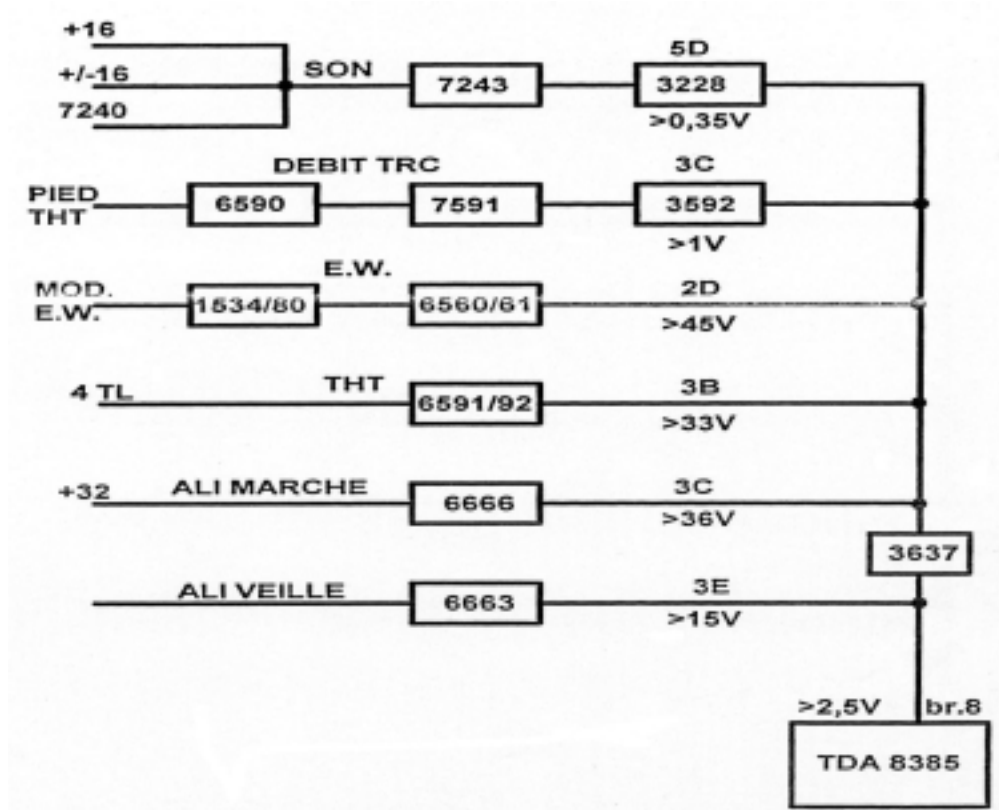 +16
+/-16
7240
SON
7243
5D
3228
>0,35V
DEBIT TRC
PIED
THT
6590
7591
3C
3592
>1V
E.W.
MOD.
E.W.
1534/80
6560/61
2D
>45V
4 TL
THT
6591/92
3B
>33V
+32
ALI MARCHE
6666
3C
>36V
3637
ALI VEILLE
6663
3E
>15V
>2,5V
br.8
TDA 8385